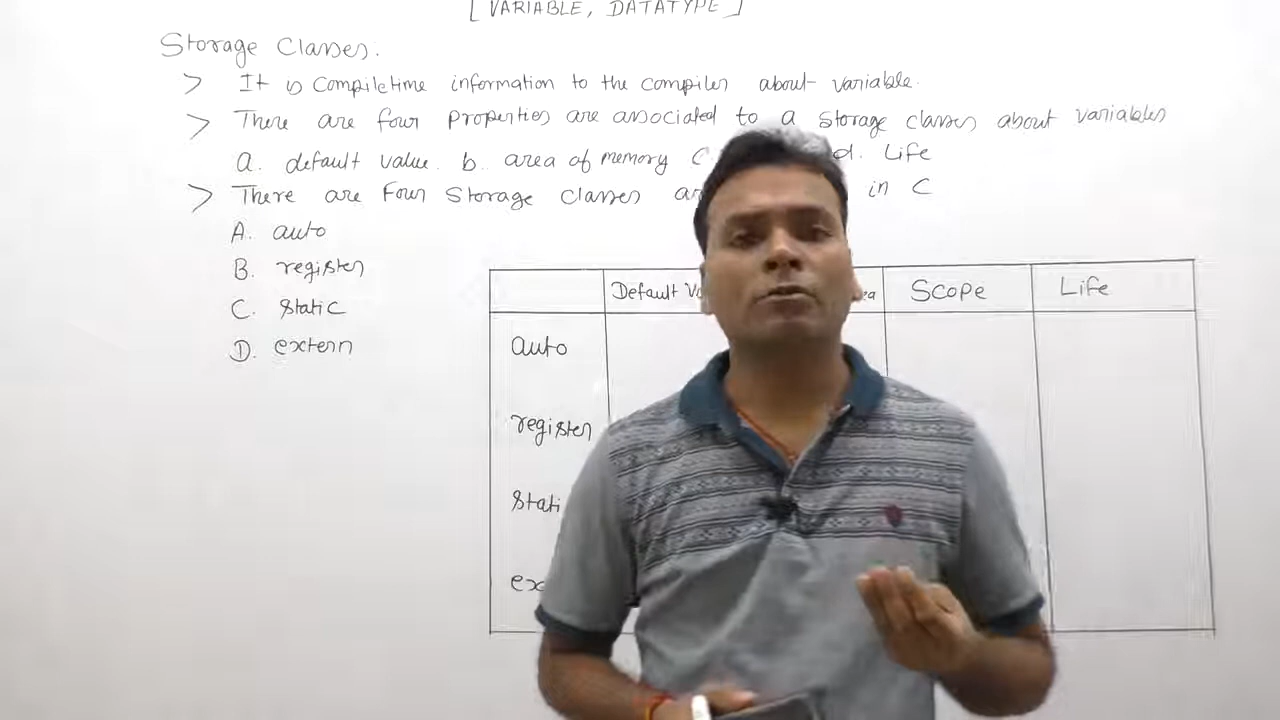 [ VARIABLE, DATATYPE ]
Storage Classes:
> It is Compiletime information to the compiler about variable.
> There are four properties are associated to a storage classes about variables
a. default value. b. area of memory C. d. Life
> There are Four Storage Classes in C
A. auto
B. register
C. Static
D. extern
Default Scope Life
auto
register
Stati
ex